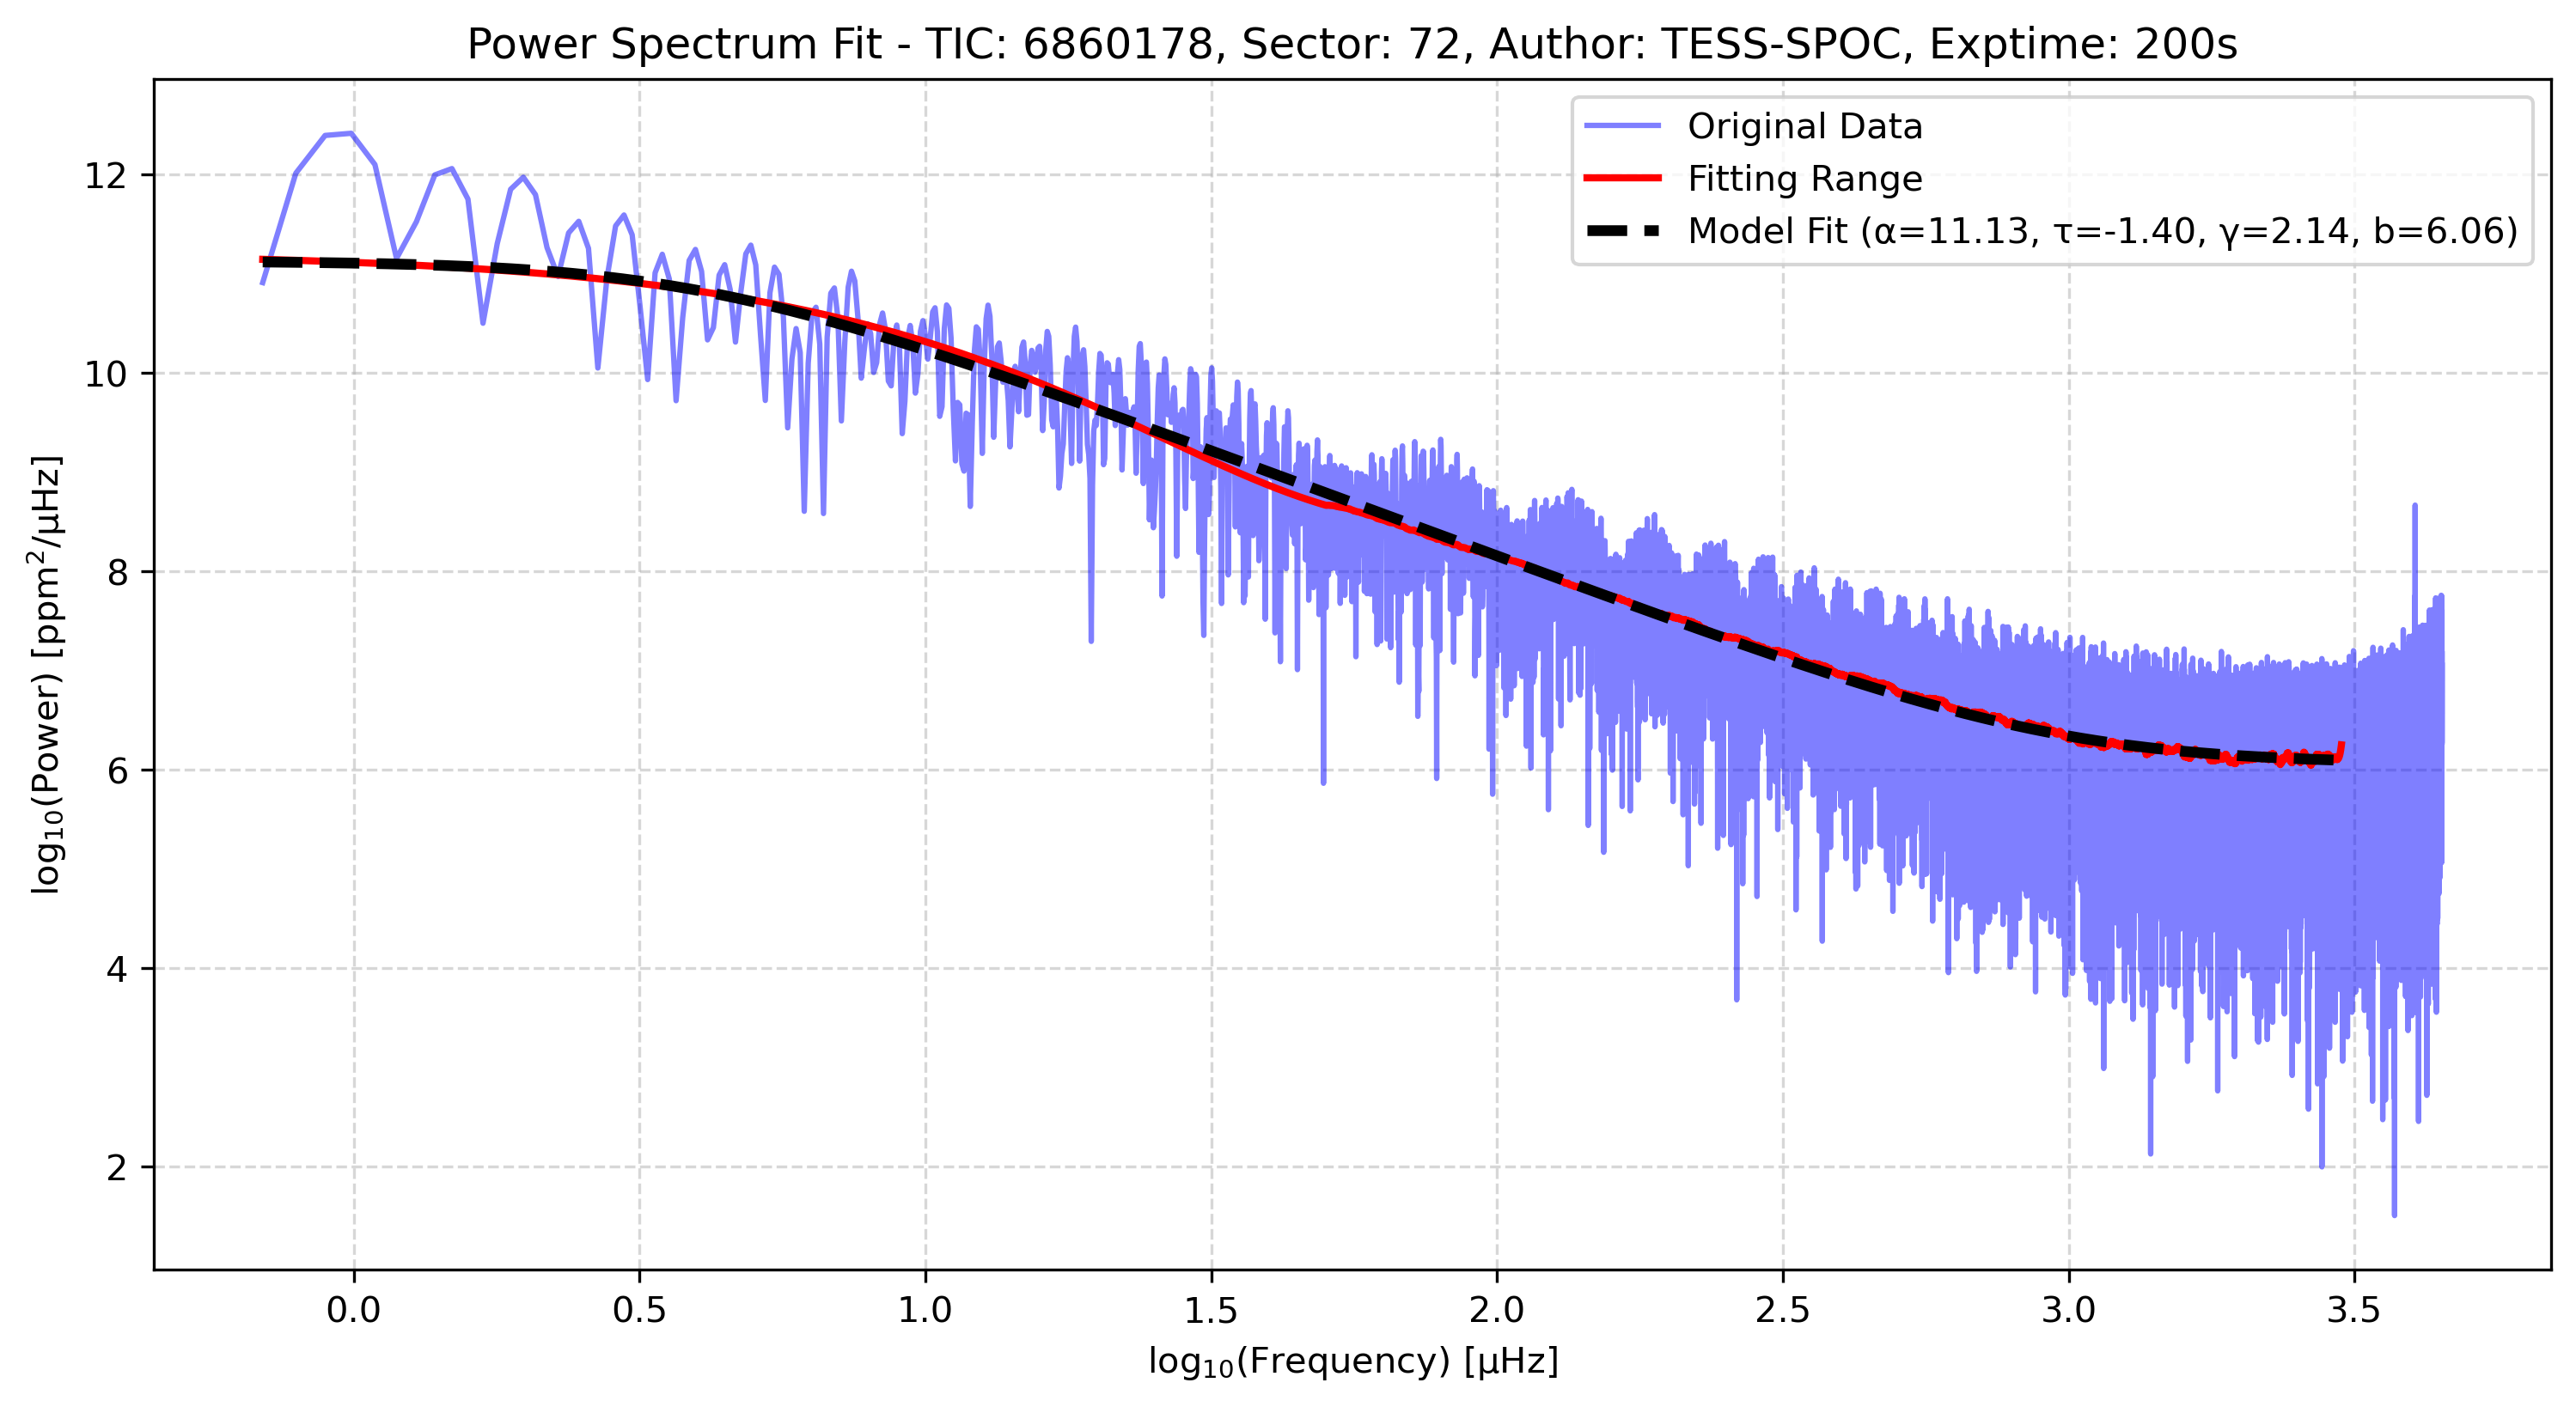 Power Spectrum Fit - TIC: 6860178, Sector: 72, Author: TESS-SPOC, Exptime: 200s
Original Data
Fitting Range
Model Fit (α=11.13, τ=-1.40, γ=2.14, b=6.06)
log₁₀(Power) [ppm²/μHz]
12
10
8
6
4
2
0.0 0.5 1.0 1.5 2.0 2.5 3.0 3.5
log₁₀(Frequency) [μHz]